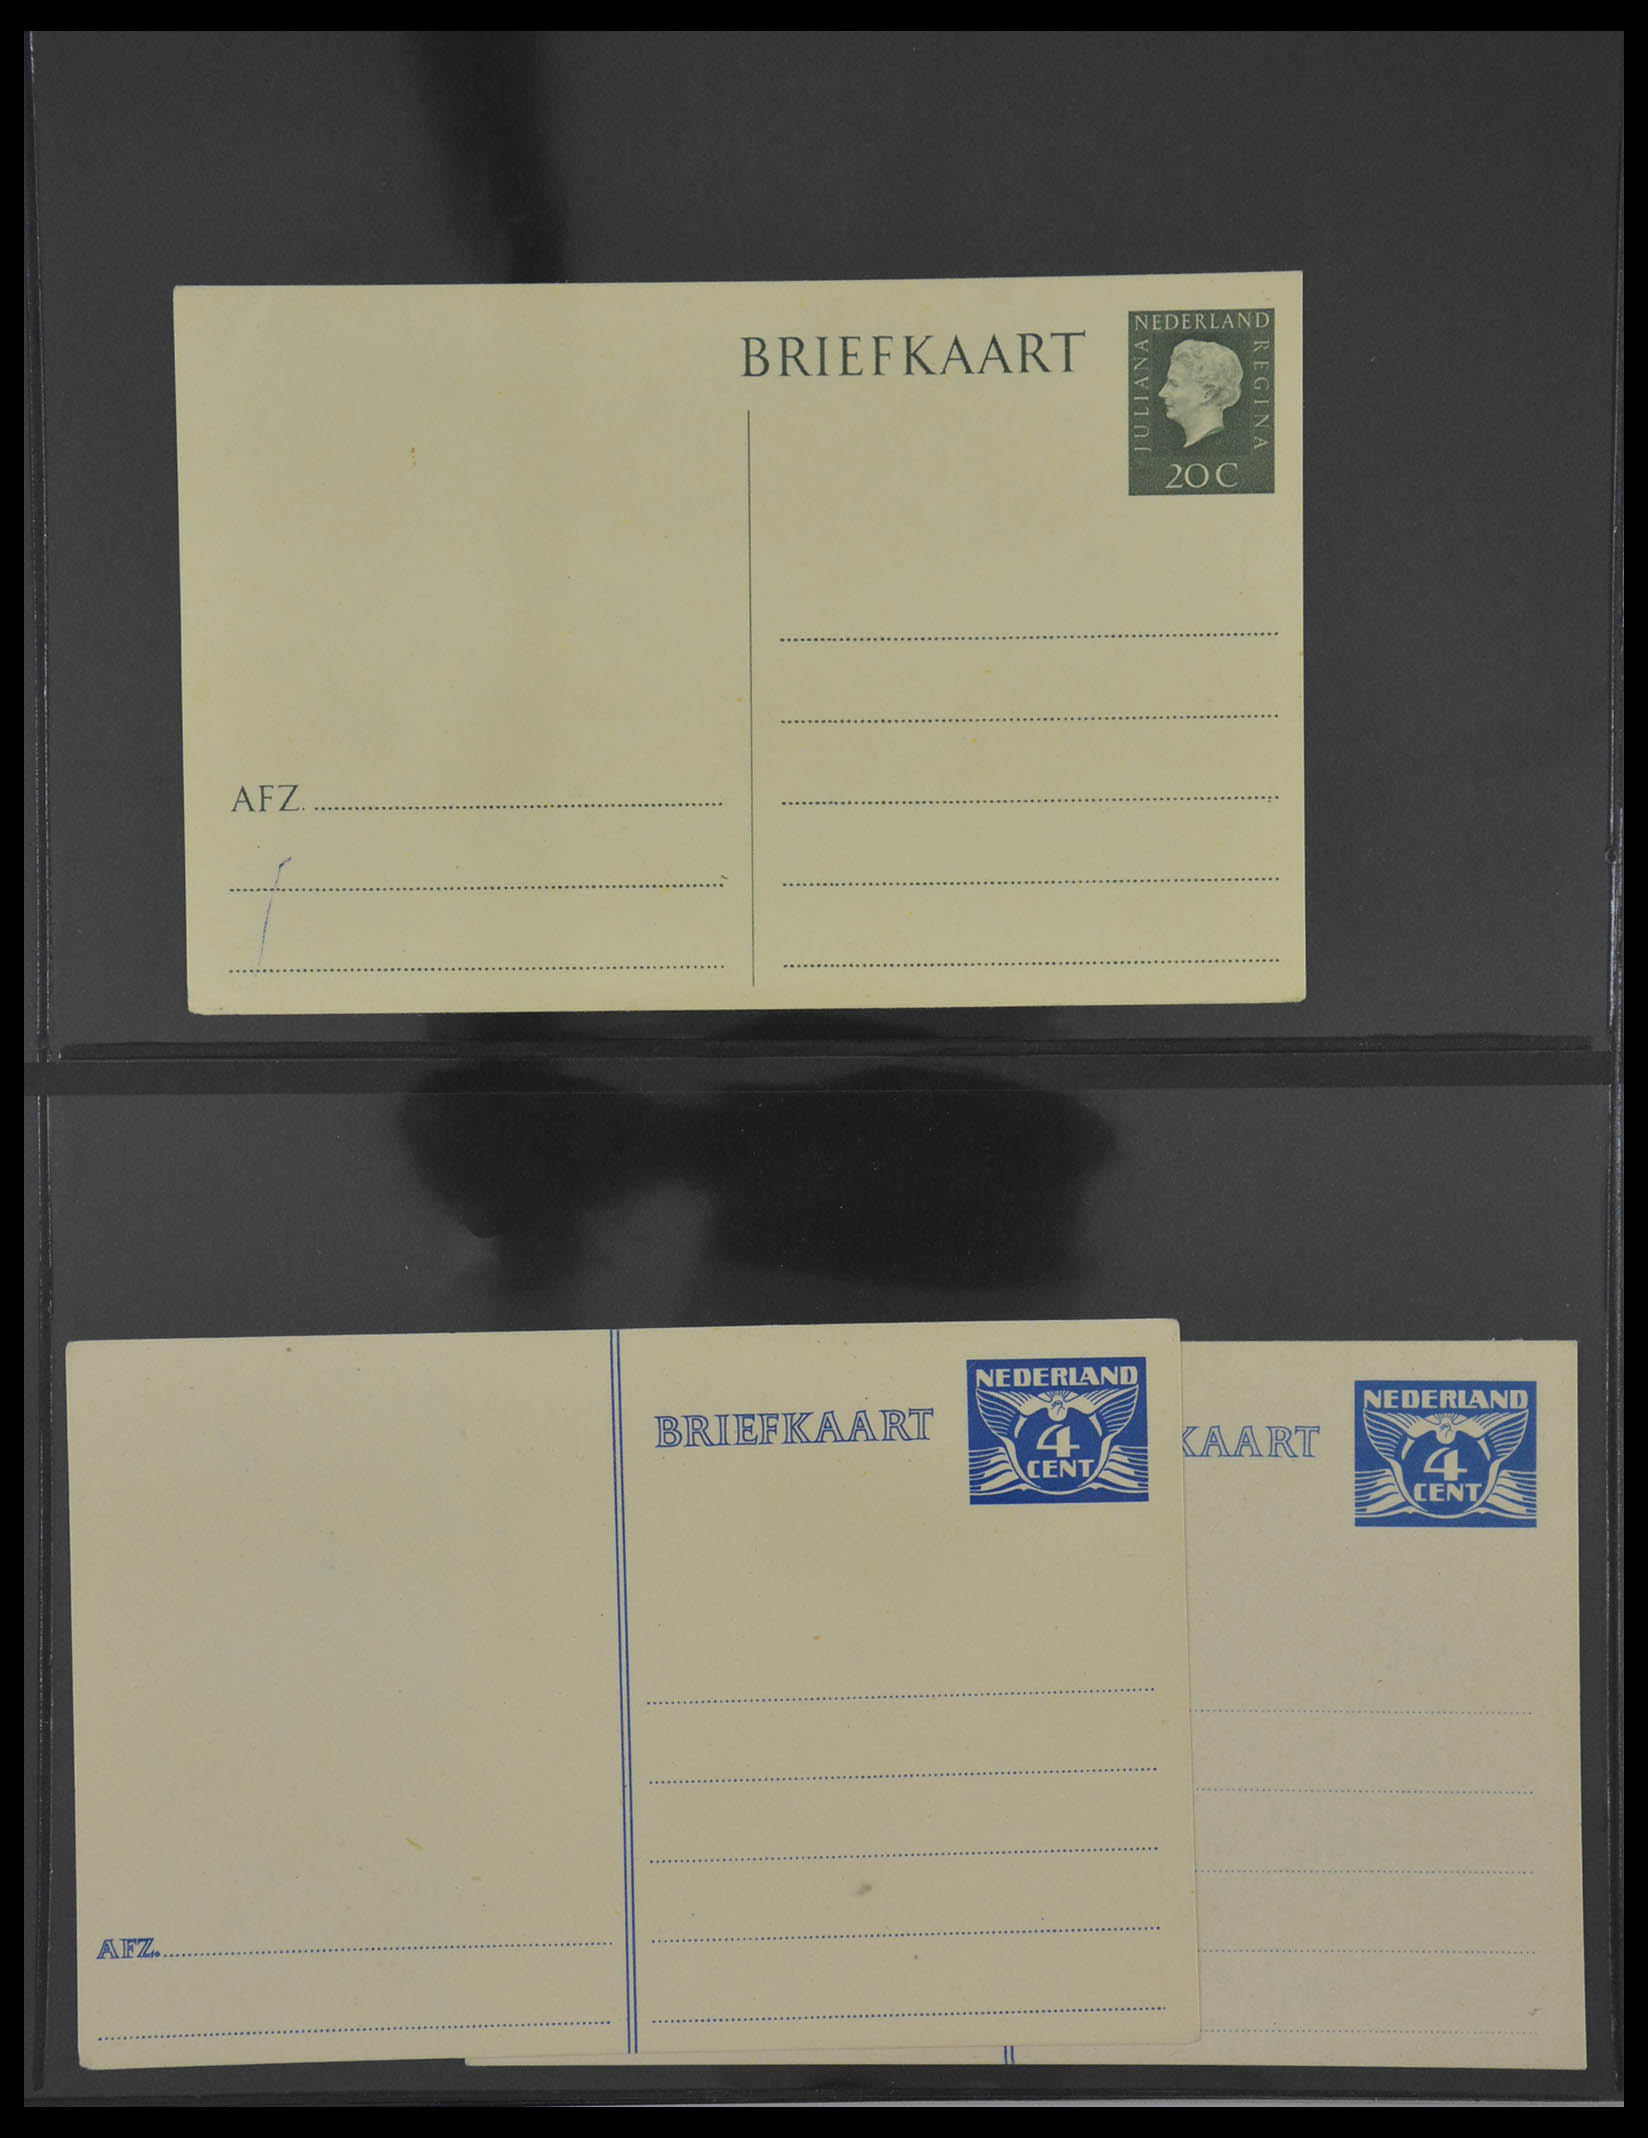 BRIEFKAART
NEDERLAND
JULIANA
REGINA
20 C
AFZ.
BRIEFKAART
NEDERLAND
4
CENT
AFZ.
KAART
NEDERLAND
4
CENT